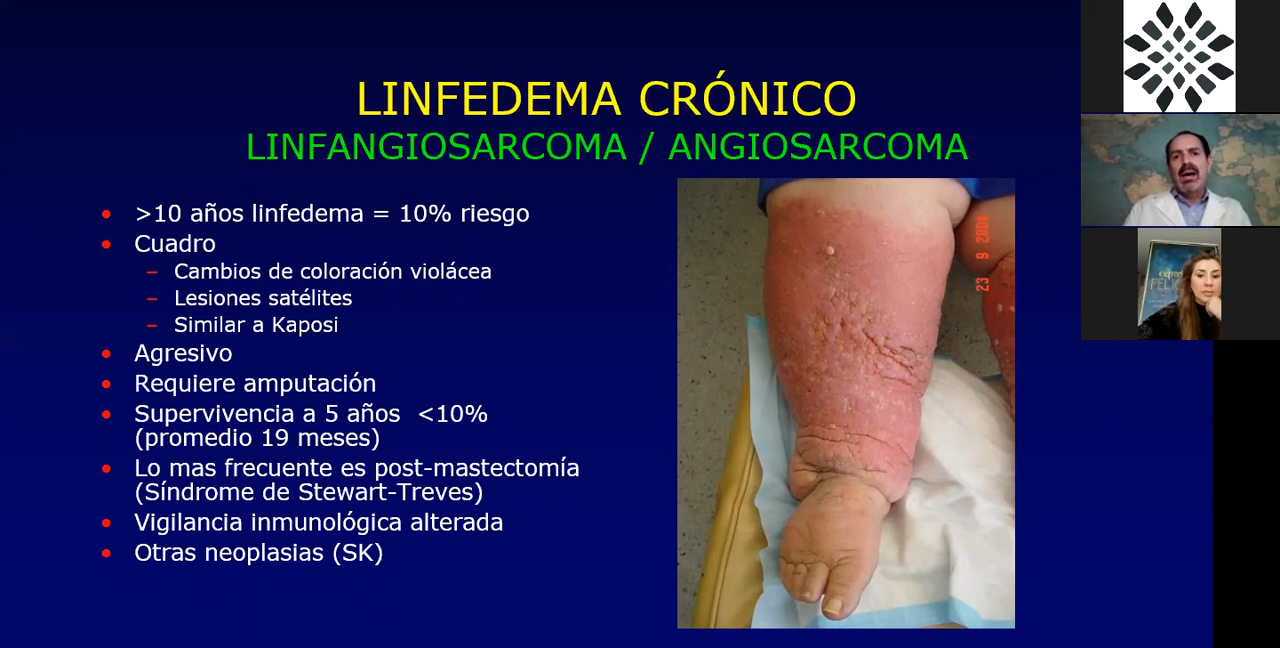 LINFEDEMA CRÓNICO
LINFANGIOSARCOMA / ANGIOSARCOMA
>10 años linfedema = 10% riesgo
Cuadro
– Cambios de coloración violácea
– Lesiones satélites
– Similar a Kaposi
Agresivo
Requiere amputación
Supervivencia a 5 años <10%
(promedio 19 meses)
Lo mas frecuente es post-mastectomía
(Síndrome de Stewart-Treves)
Vigilancia inmunológica alterada
Otras neoplasias (SK)
23 9 2004